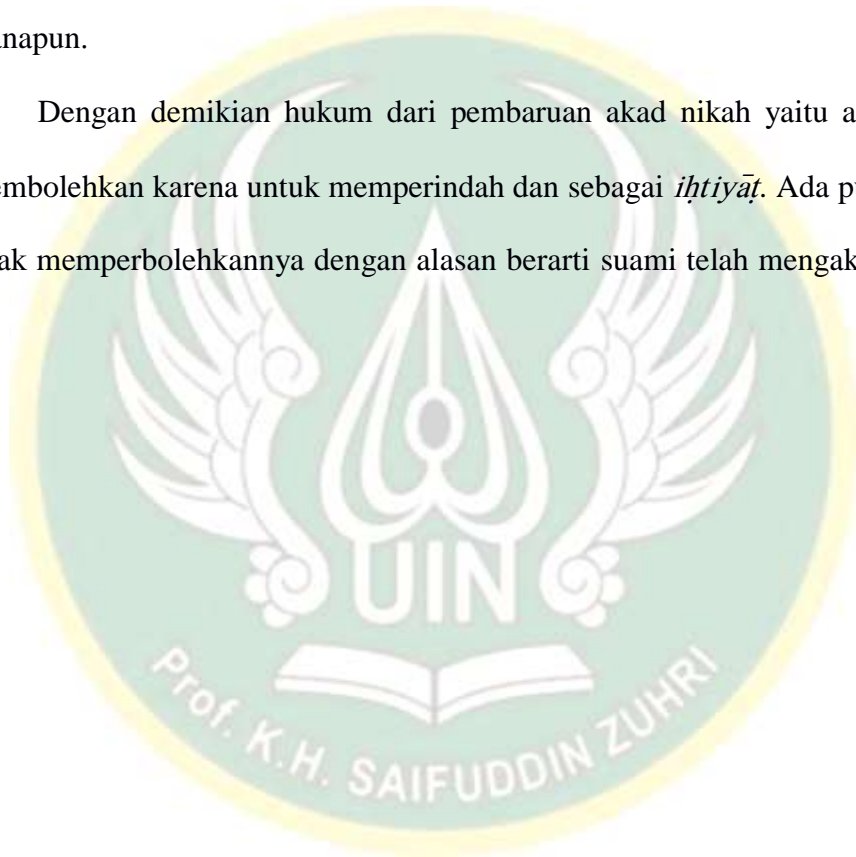 anapun.
Dengan demikian hukum dari pembaruan akad nikah yaitu a
embolehkan karena untuk memperindah dan sebagai iḥtiyāṭ. Ada pu
ak memperbolehkannya dengan alasan berarti suami telah mengak
UIN
Prof. K.H. SAIFUDDIN ZUHRI